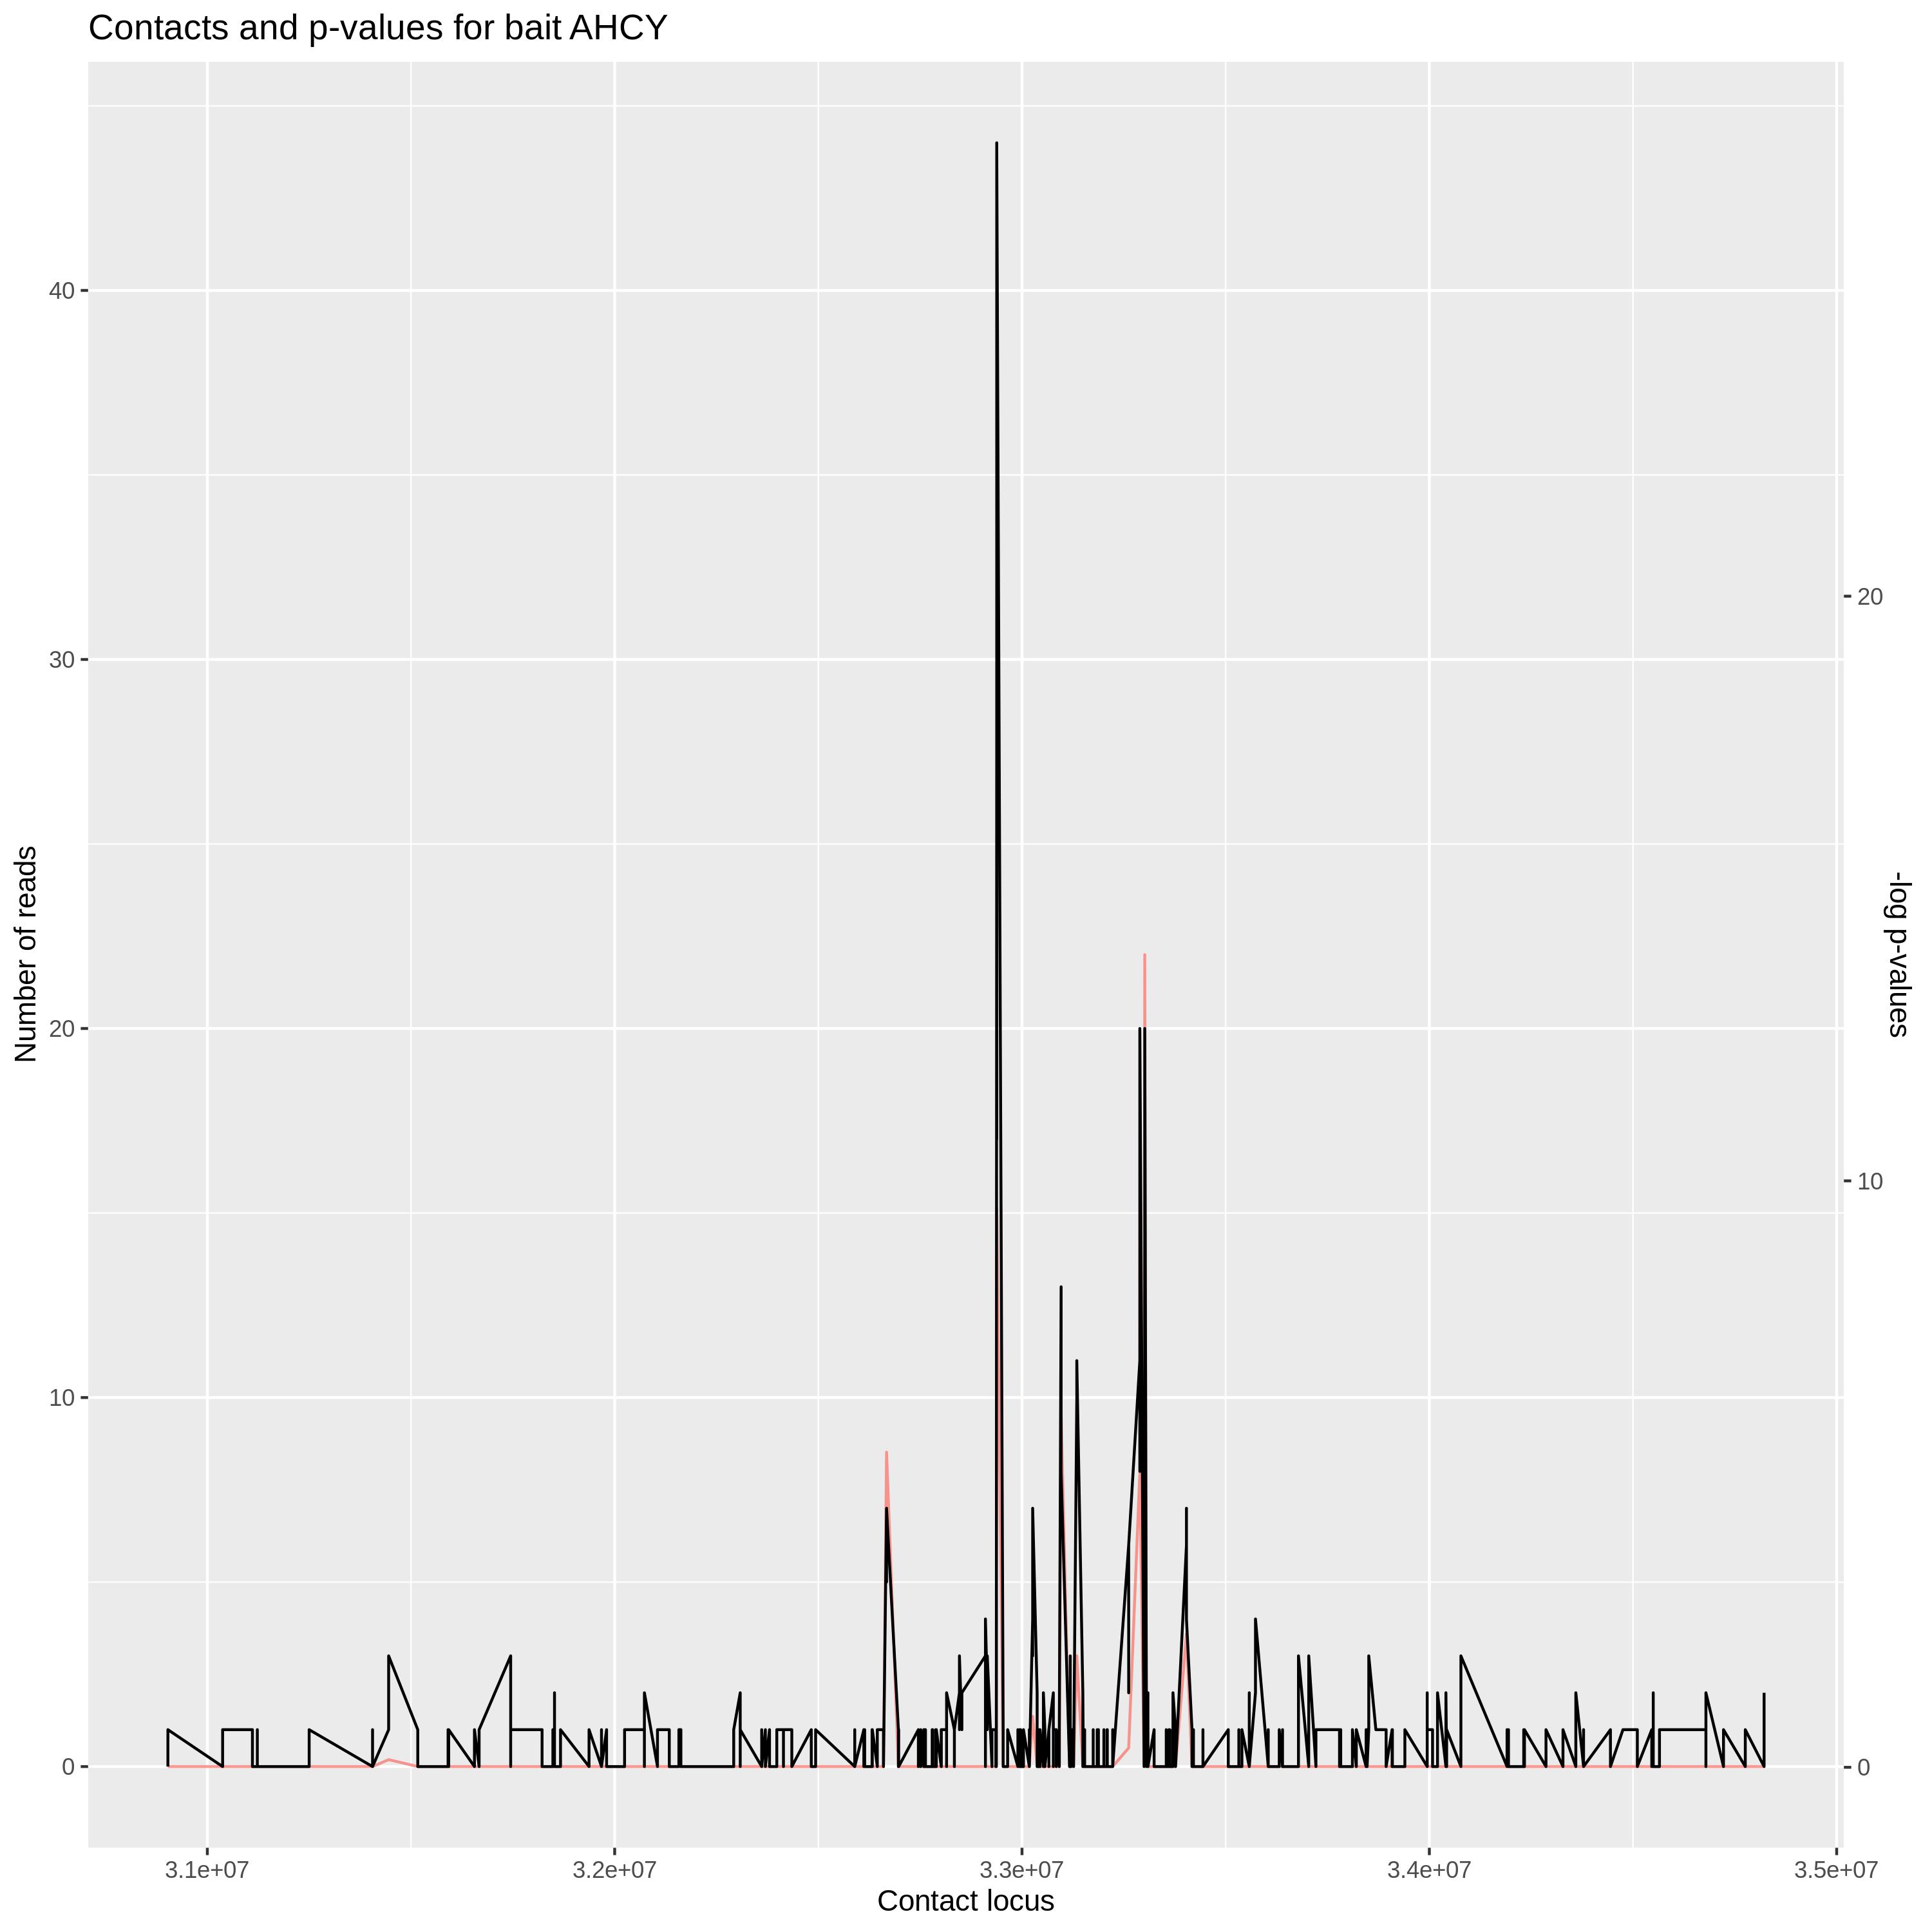 Contacts and p-values for bait AHCY
Number of reads
40
30
20
10
0
20
10
0
-log p-values
3.1e+07
3.2e+07
3.3e+07
3.4e+07
3.5e+07
Contact locus